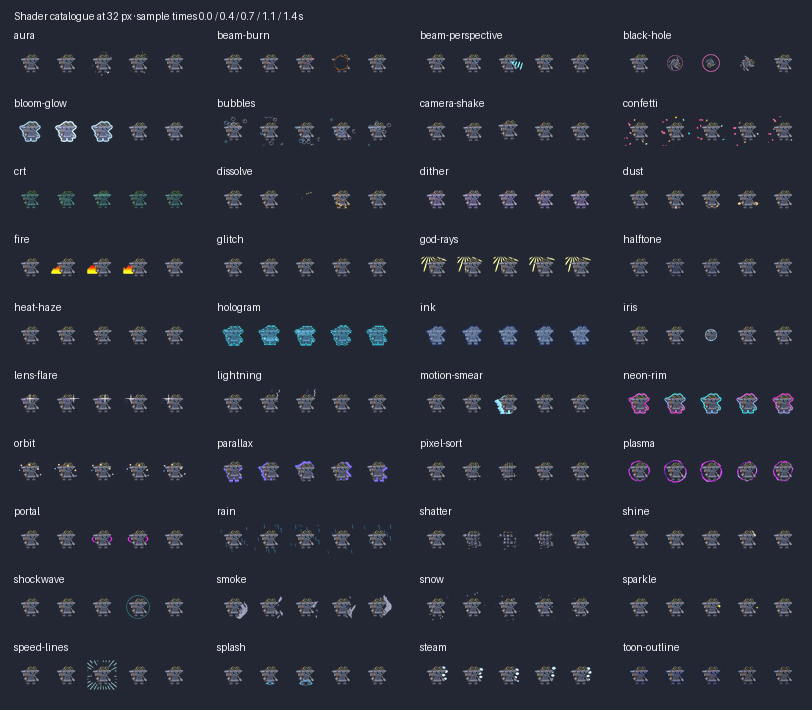 Shader catalogue at 32 px · sample times 0.0 / 0.4 / 0.7 / 1.1 / 1.4 s
aura beam-burn beam-perspective black-hole
bloom-glow bubbles camera-shake confetti
crt dissolve dither dust
fire glitch god-rays halftone
heat-haze hologram ink iris
lens-flare lightning motion-smear neon-rim
orbit parallax pixel-sort plasma
portal rain shatter shine
shockwave smoke snow sparkle
speed-lines splash steam toon-outline